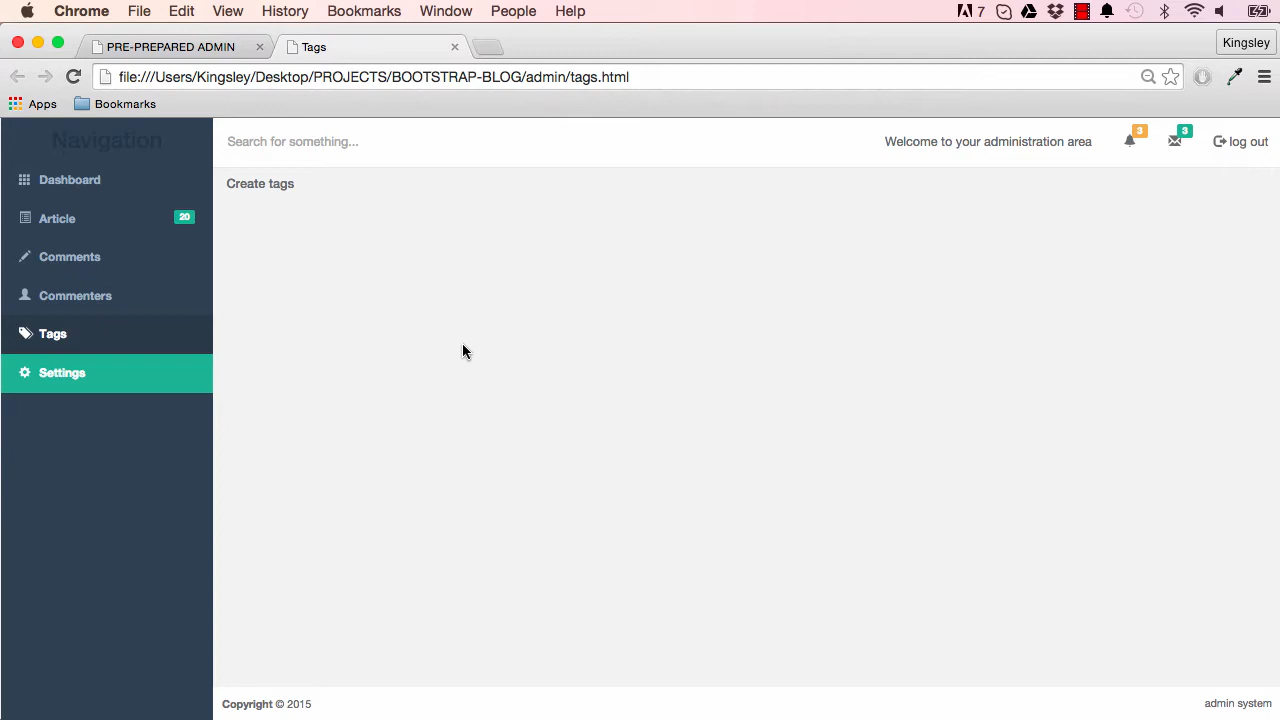 Chrome File Edit View History Bookmarks Window People Help 7
PRE-PREPARED ADMIN Tags Kingsley
file:///Users/Kingsley/Desktop/PROJECTS/BOOTSTRAP-BLOG/admin/tags.html
Apps Bookmarks
Navigation
Search for something... Welcome to your administration area 3 3 log out
Dashboard
Create tags
Article 20
Comments
Commenters
Tags
Settings
Copyright © 2015 admin system